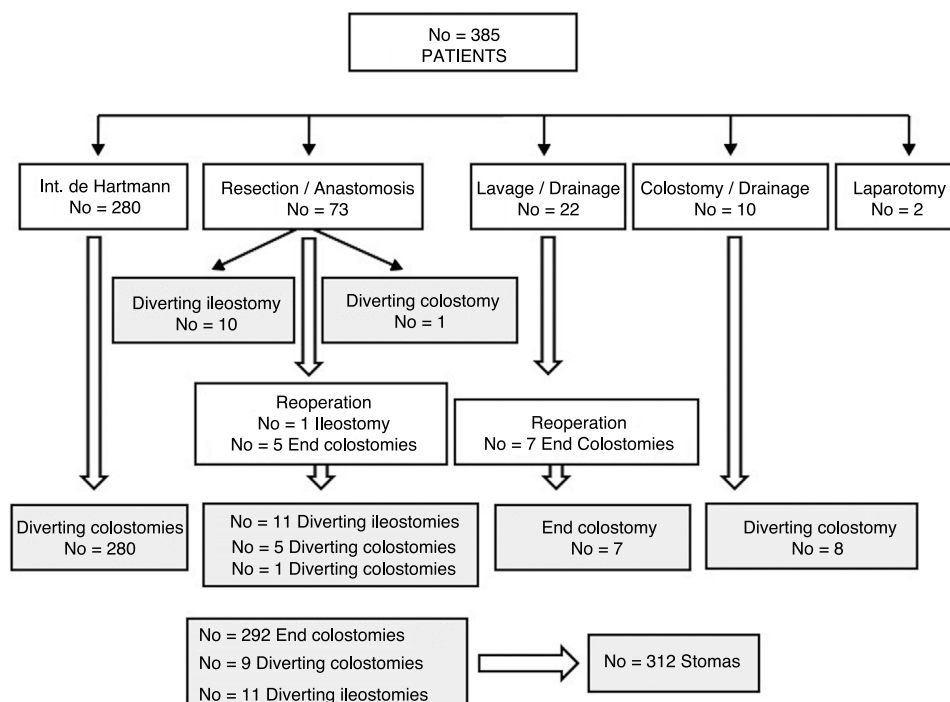 No = 385
PATIENTS
Int. de Hartmann
No = 280
Resection / Anastomosis
No = 73
Lavage / Drainage
No = 22
Colostomy / Drainage
No = 10
Laparotomy
No = 2
Diverting ileostomy
No = 10
Diverting colostomy
No = 1
Reoperation
No = 1 Ileostomy
No = 5 End colostomies
Reoperation
No = 7 End Colostomies
Diverting colostomies
No = 280
No = 11 Diverting ileostomies
No = 5 Diverting colostomies
No = 1 Diverting colostomies
End colostomy
No = 7
Diverting colostomy
No = 8
No = 292 End colostomies
No = 9 Diverting colostomies
No = 11 Diverting ileostomies
No = 312 Stomas